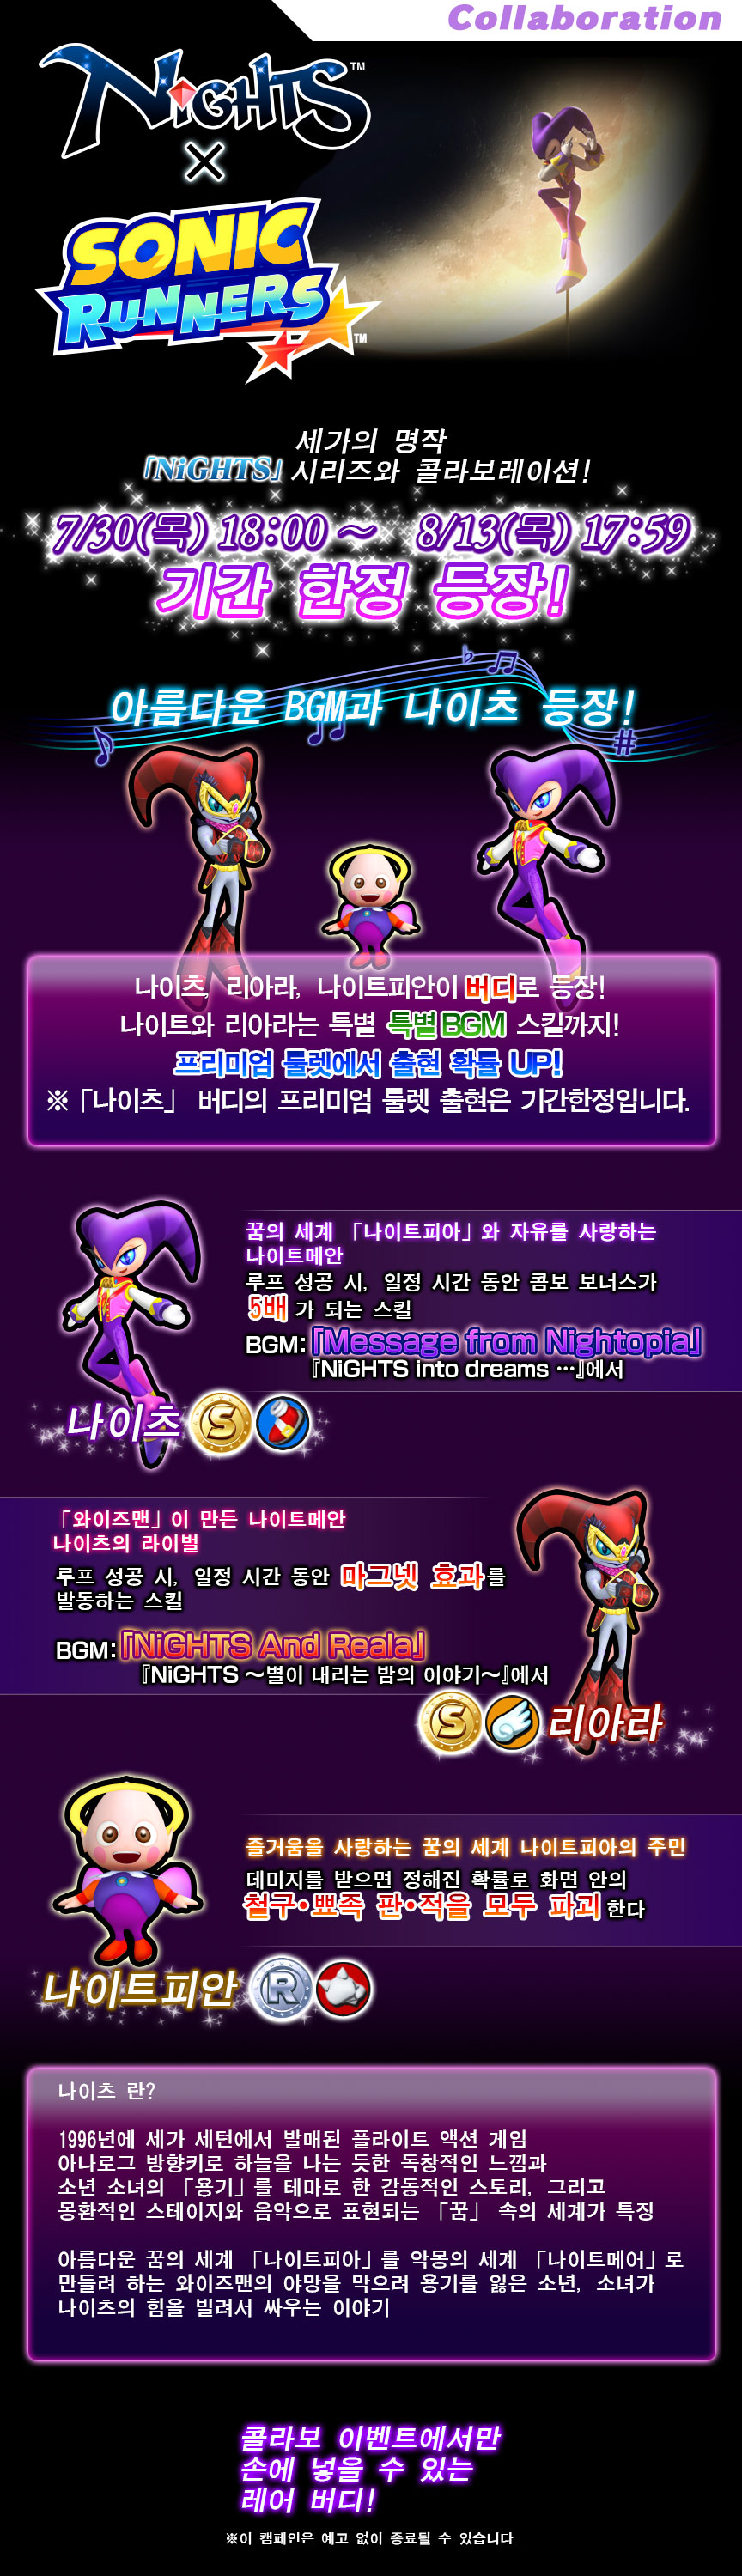 Collaboration
NiGHTS™
×
SONIC
RUNNERS™
세가의 명작
「NiGHTS」 시리즈와 콜라보레이션!
7/30(목) 18:00 ~ 8/13(목) 17:59
기간 한정 등장!
아름다운 BGM과 나이츠 등장!
나이츠, 리아라, 나이트피안이 버디로 등장!
나이트와 리아라는 특별 특별 BGM 스킬까지!
프리미엄 룰렛에서 출현 확률 UP!
※「나이츠」 버디의 프리미엄 룰렛 출현은 기간한정입니다.
꿈의 세계 「나이트피아」와 자유를 사랑하는
나이트메안
루프 성공 시, 일정 시간 동안 콤보 보너스가
5배 가 되는 스킬
BGM:『Message from Nightopia』
『NiGHTS into dreams …』에서
나이츠 S
「와이즈맨」이 만든 나이트메안
나이츠의 라이벌
루프 성공 시, 일정 시간 동안 마그넷 효과를
발동하는 스킬
BGM:『NiGHTS And Reala』
『NiGHTS ～별이 내리는 밤의 이야기～』에서
S 리아라
즐거움을 사랑하는 꿈의 세계 나이트피아의 주민
데미지를 받으면 정해진 확률로 화면 안의
철구•뾰족 판•적을 모두 파괴 한다
나이트피안 R
나이츠 란?
1996년에 세가 세턴에서 발매된 플라이트 액션 게임
아나로그 방향키로 하늘을 나는 듯한 독창적인 느낌과
소년 소녀의 「용기」를 테마로 한 감동적인 스토리, 그리고
몽환적인 스테이지와 음악으로 표현되는 「꿈」 속의 세계가 특징
아름다운 꿈의 세계 「나이트피아」를 악몽의 세계 「나이트메어」로
만들려 하는 와이즈맨의 야망을 막으려 용기를 잃은 소년, 소녀가
나이츠의 힘을 빌려서 싸우는 이야기
콜라보 이벤트에서만
손에 넣을 수 있는
레어 버디!
※이 캠페인은 예고 없이 종료될 수 있습니다.